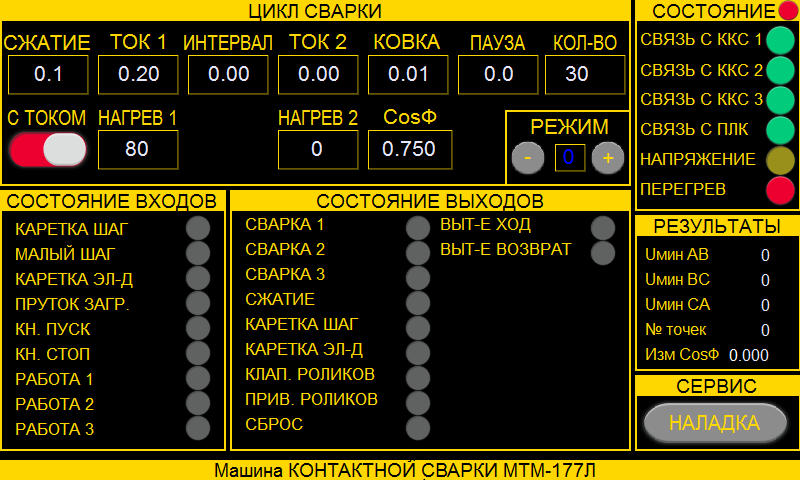 ЦИКЛ СВАРКИ
СЖАТИЕ ТОК 1 ИНТЕРВАЛ ТОК 2 КОВКА ПАУЗА КОЛ-ВО
0.1 0.20 0.00 0.00 0.01 0.0 30
С ТОКОМ НАГРЕВ 1 НАГРЕВ 2 CosФ
80 0 0.750
РЕЖИМ
- 0 +
СОСТОЯНИЕ
СВЯЗЬ С ККС 1
СВЯЗЬ С ККС 2
СВЯЗЬ С ККС 3
СВЯЗЬ С ПЛК
НАПРЯЖЕНИЕ
ПЕРЕГРЕВ
СОСТОЯНИЕ ВХОДОВ
КАРЕТКА ШАГ
МАЛЫЙ ШАГ
КАРЕТКА ЭЛ-Д
ПРУТОК ЗАГР.
КН. ПУСК
КН. СТОП
РАБОТА 1
РАБОТА 2
РАБОТА 3
СОСТОЯНИЕ ВЫХОДОВ
СВАРКА 1
СВАРКА 2
СВАРКА 3
СЖАТИЕ
КАРЕТКА ШАГ
КАРЕТКА ЭЛ-Д
КЛАП. РОЛИКОВ
ПРИВ. РОЛИКОВ
СБРОС
ВЫТ-Е ХОД
ВЫТ-Е ВОЗВРАТ
РЕЗУЛЬТАТЫ
Uмин АВ 0
Uмин ВС 0
Uмин СА 0
№ точек 0
Изм CosФ 0.000
СЕРВИС
НАЛАДКА
Машина КОНТАКТНОЙ СВАРКИ МТМ-177Л